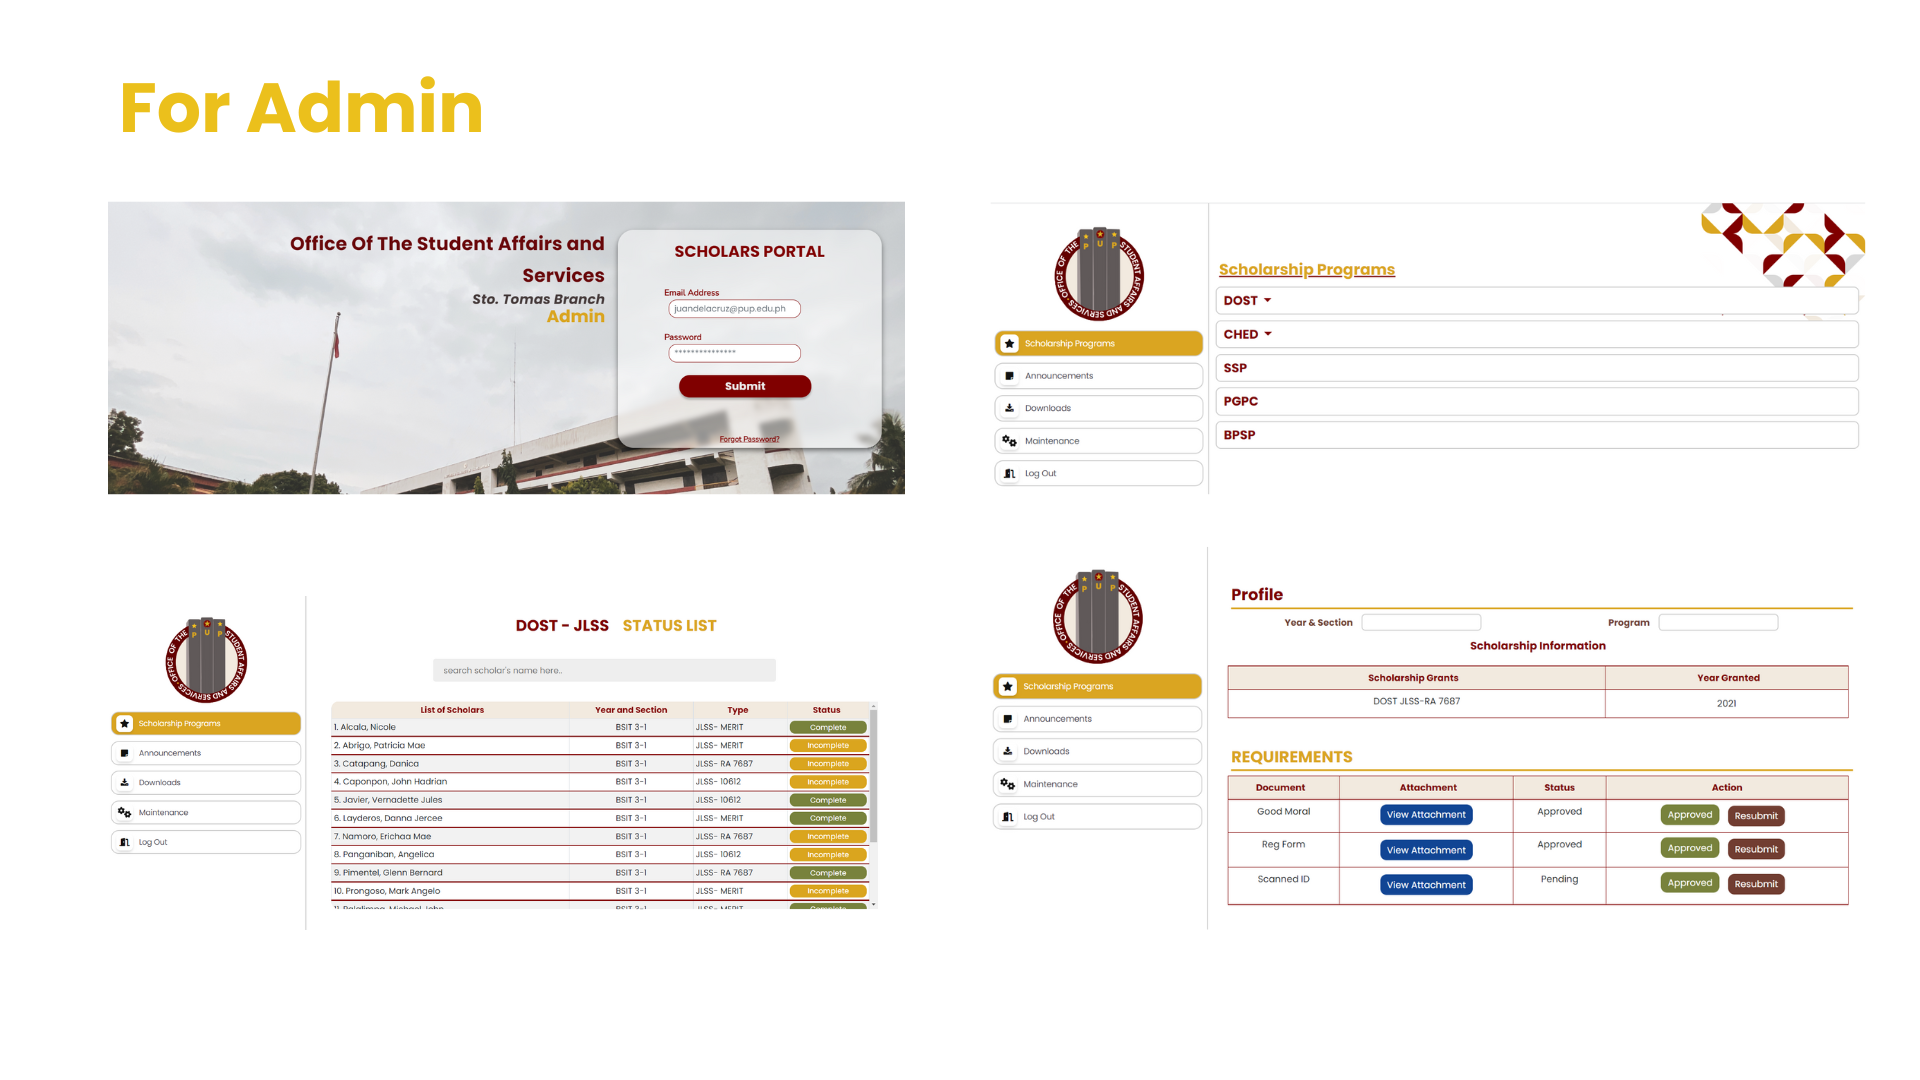 For Admin
Office Of The Student Affairs and
Services
Sto. Tomas Branch
Admin
SCHOLARS PORTAL
Email Address
juandelacruz@pup.edu.ph
Password
***************
Submit
Forgot Password?
OFFICE OF THE STUDENT AFFAIRS AND SERVICES
P U P
Scholarship Programs
Announcements
Downloads
Maintenance
Log Out
Scholarship Programs
DOST
CHED
SSP
PGPC
BPSP
OFFICE OF THE STUDENT AFFAIRS AND SERVICES
P U P
Scholarship Programs
Announcements
Downloads
Maintenance
Log Out
DOST - JLSS STATUS LIST
search scholar's name here..
List of Scholars Year and Section Type Status
1. Alcala, Nicole BSIT 3-1 JLSS- MERIT Complete
2. Abrigo, Patricia Mae BSIT 3-1 JLSS- MERIT Incomplete
3. Catapang, Danica BSIT 3-1 JLSS- RA 7687 Incomplete
4. Caponpon, John Hadrian BSIT 3-1 JLSS- 10612 Incomplete
5. Javier, Vernadette Jules BSIT 3-1 JLSS- 10612 Complete
6. Layderos, Danna Jercee BSIT 3-1 JLSS- MERIT Complete
7. Namoro, Erichaa Mae BSIT 3-1 JLSS- RA 7687 Incomplete
8. Panganiban, Angelica BSIT 3-1 JLSS- 10612 Incomplete
9. Pimentel, Glenn Bernard BSIT 3-1 JLSS- RA 7687 Complete
10. Prongoso, Mark Angelo BSIT 3-1 JLSS- MERIT Incomplete
11. Michael John BSIT 3-1 JLSS- MERIT Complete
OFFICE OF THE STUDENT AFFAIRS AND SERVICES
P U P
Scholarship Programs
Announcements
Downloads
Maintenance
Log Out
Profile
Year & Section Program
Scholarship Information
Scholarship Grants Year Granted
DOST JLSS-RA 7687 2021
REQUIREMENTS
Document Attachment Status Action
Good Moral View Attachment Approved Approved Resubmit
Reg Form View Attachment Approved Approved Resubmit
Scanned ID View Attachment Pending Approved Resubmit